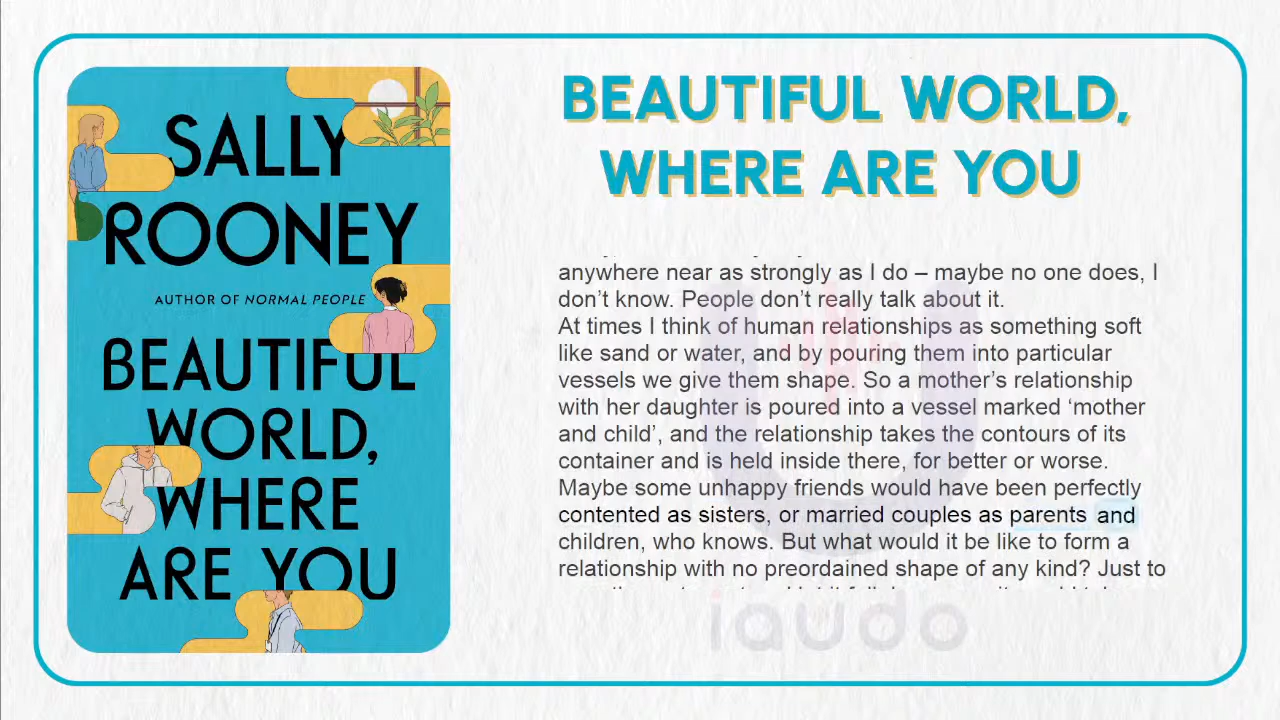 SALLY
ROONEY
AUTHOR OF NORMAL PEOPLE
BEAUTIFUL
WORLD,
WHERE
ARE YOU
BEAUTIFUL WORLD,
WHERE ARE YOU
anywhere near as strongly as I do – maybe no one does, I
don’t know. People don’t really talk about it.
At times I think of human relationships as something soft
like sand or water, and by pouring them into particular
vessels we give them shape. So a mother’s relationship
with her daughter is poured into a vessel marked ‘mother
and child’, and the relationship takes the contours of its
container and is held inside there, for better or worse.
Maybe some unhappy friends would have been perfectly
contented as sisters, or married couples as parents and
children, who knows. But what would it be like to form a
relationship with no preordained shape of any kind? Just to
iaudo